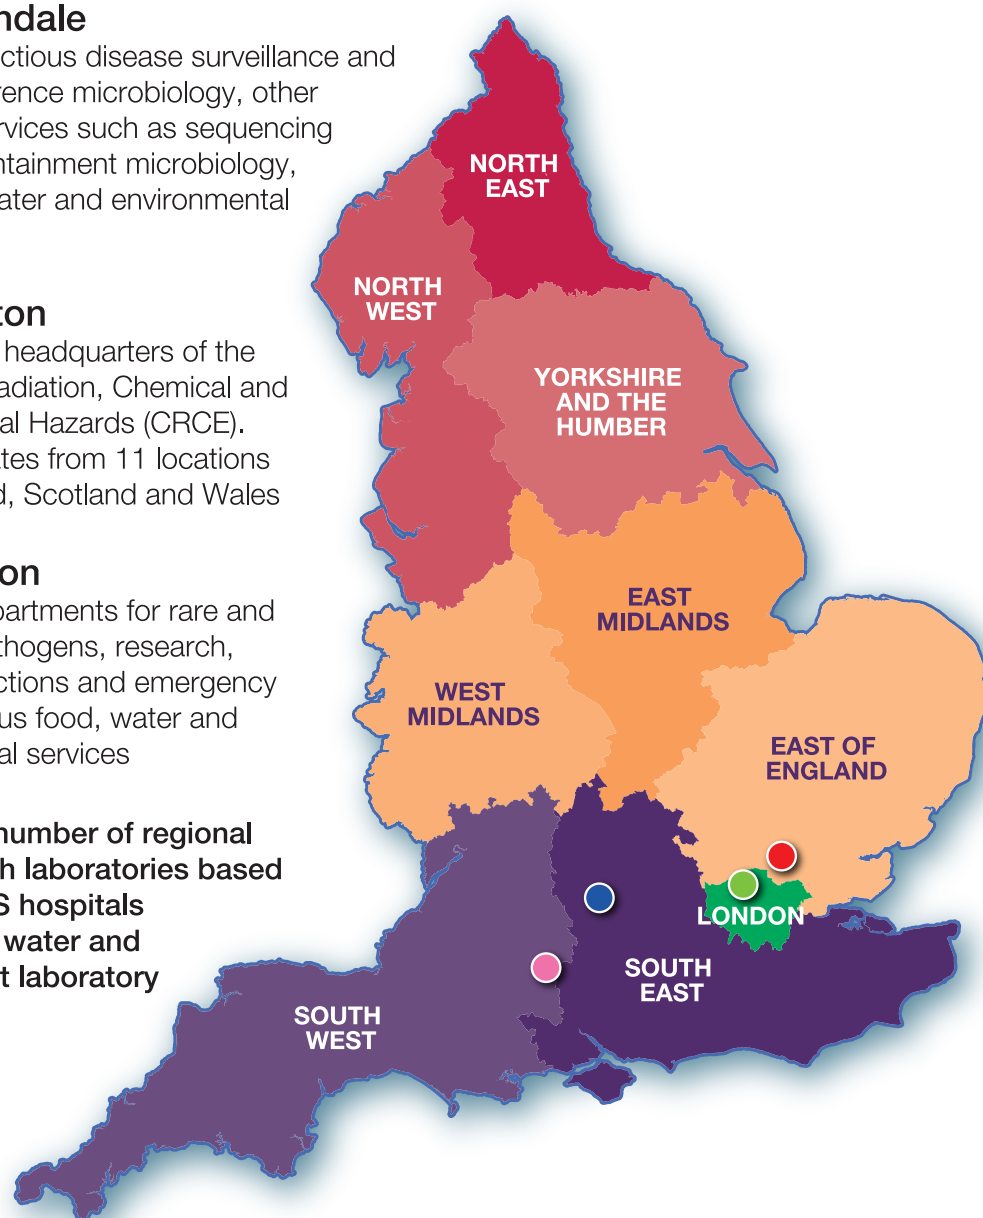 ndale
ctious disease surveillance and
rence microbiology, other
rvices such as sequencing
ntainment microbiology,
ater and environmental
ton
headquarters of the
adiation, Chemical and
al Hazards (CRCE).
ates from 11 locations
d, Scotland and Wales
on
partments for rare and
thogens, research,
ctions and emergency
us food, water and
al services
number of regional
h laboratories based
S hospitals
water and
t laboratory
NORTH
EAST
NORTH
WEST
YORKSHIRE
AND THE
HUMBER
EAST
MIDLANDS
WEST
MIDLANDS
EAST OF
ENGLAND
LONDON
SOUTH
EAST
SOUTH
WEST